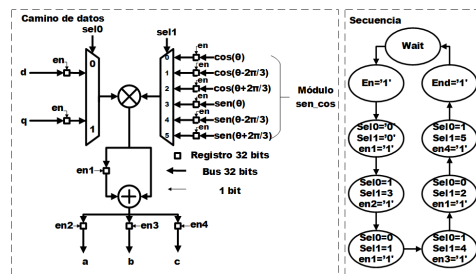 Camino de datos
sel0
sel1
en
d
0
1
en
q
en
0
cos(θ)
en
1
cos(θ-2π/3)
en
2
cos(θ+2π/3)
en
3
sen(θ)
en
4
sen(θ-2π/3)
en
5
sen(θ+2π/3)
Módulo
sen_cos
en1
Registro 32 bits
Bus 32 bits
1 bit
en2
en3
en4
a
b
c
Secuencia
Wait
En='1'
End='1'
Sel0='0'
Sel1='0'
en1='1'
Sel0=1
Sel1=5
en4='1'
Sel0=1
Sel1=3
en2='1'
Sel0=0
Sel1=2
en1='1'
Sel0=0
Sel1=1
en1='1'
Sel0=1
Sel1=4
en3='1'